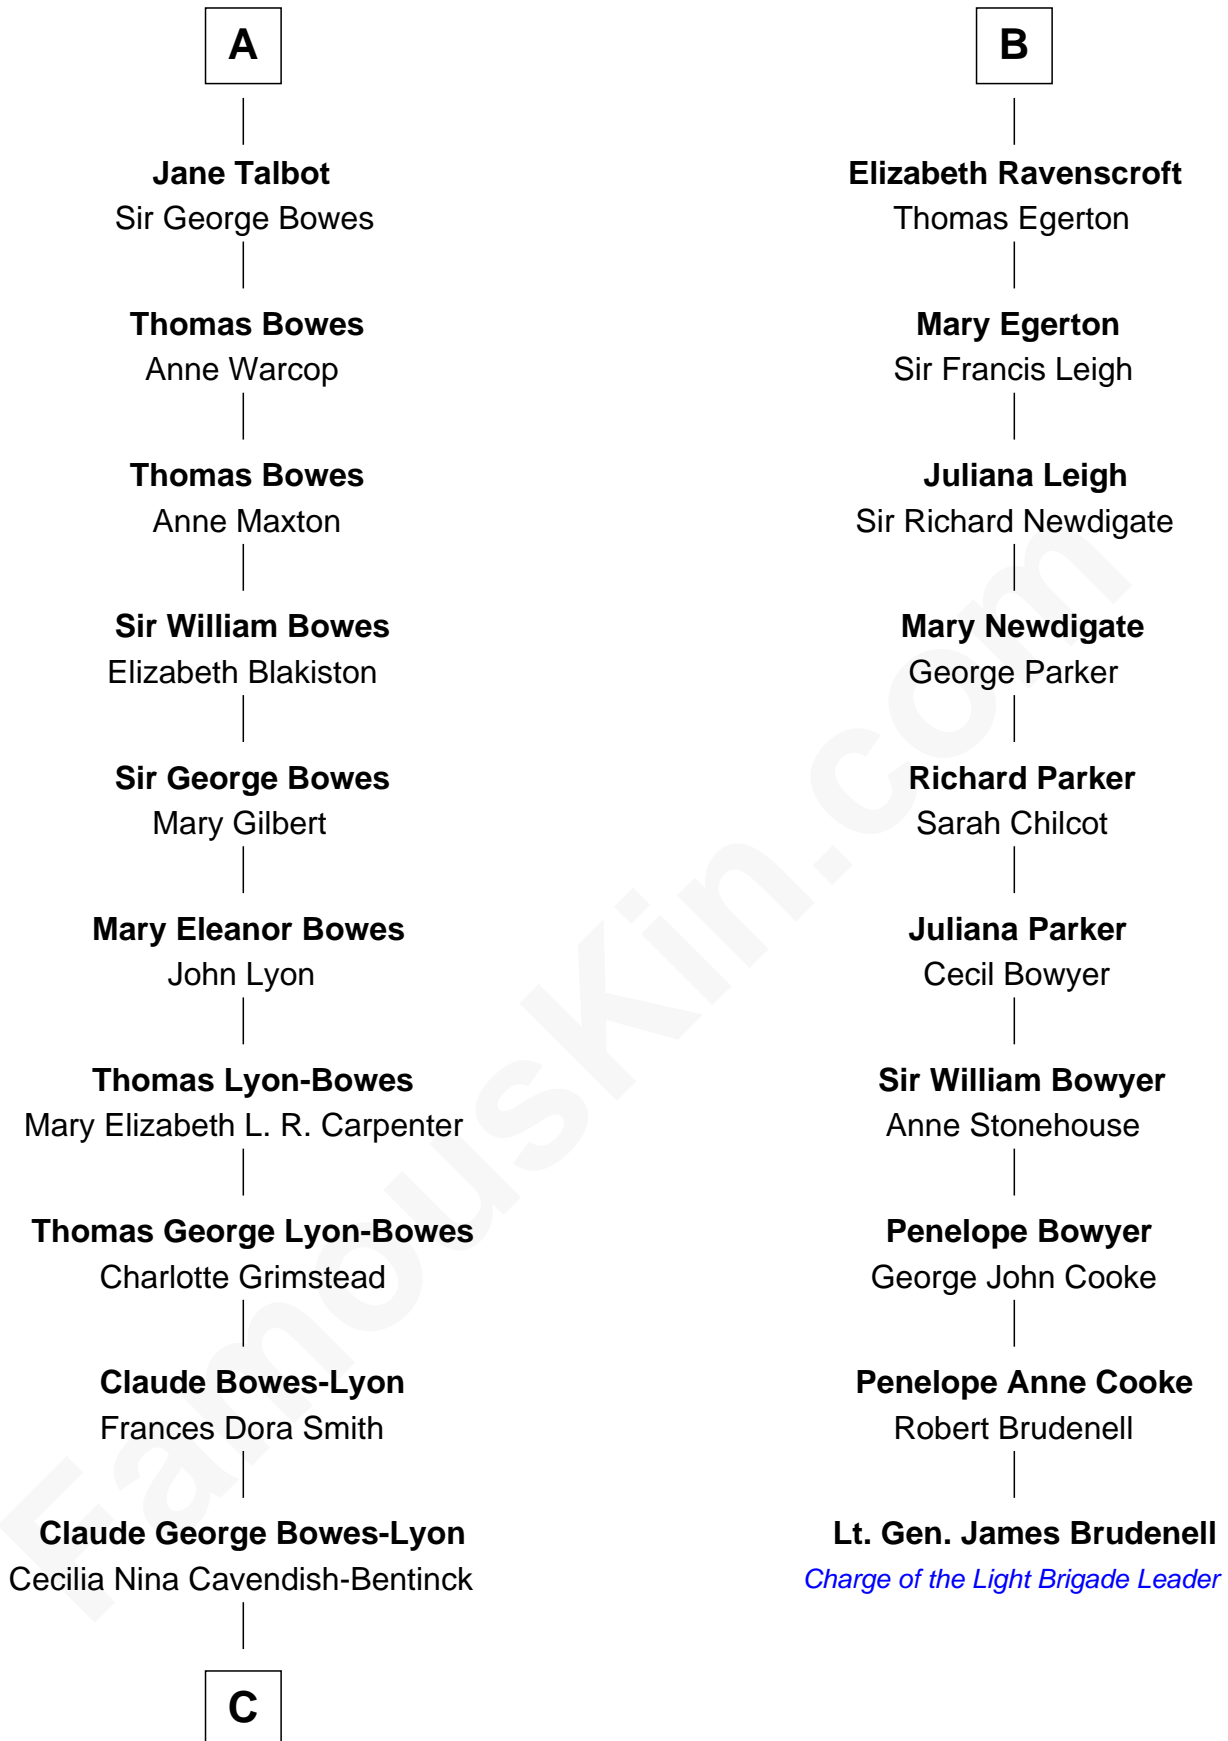 A
Jane Talbot
Sir George Bowes
Thomas Bowes
Anne Warcop
Thomas Bowes
Anne Maxton
Sir William Bowes
Elizabeth Blakiston
Sir George Bowes
Mary Gilbert
Mary Eleanor Bowes
John Lyon
Thomas Lyon-Bowes
Mary Elizabeth L. R. Carpenter
Thomas George Lyon-Bowes
Charlotte Grimstead
Claude Bowes-Lyon
Frances Dora Smith
Claude George Bowes-Lyon
Cecilia Nina Cavendish-Bentinck
C
B
Elizabeth Ravenscroft
Thomas Egerton
Mary Egerton
Sir Francis Leigh
Juliana Leigh
Sir Richard Newdigate
Mary Newdigate
George Parker
Richard Parker
Sarah Chilcot
Juliana Parker
Cecil Bowyer
Sir William Bowyer
Anne Stonehouse
Penelope Bowyer
George John Cooke
Penelope Anne Cooke
Robert Brudenell
Lt. Gen. James Brudenell
Charge of the Light Brigade Leader
FamousKin.com